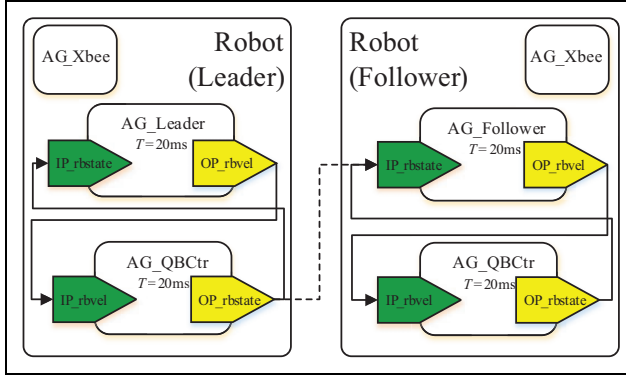 Robot
(Leader)
AG_Xbee
AG_Leader
T=20ms
IP_rbstate
OP_rbvel
AG_QBCtr
T=20ms
IP_rbvel
OP_rbstate
Robot
(Follower)
AG_Xbee
AG_Follower
T=20ms
IP_rbstate
OP_rbvel
AG_QBCtr
T=20ms
IP_rbvel
OP_rbstate